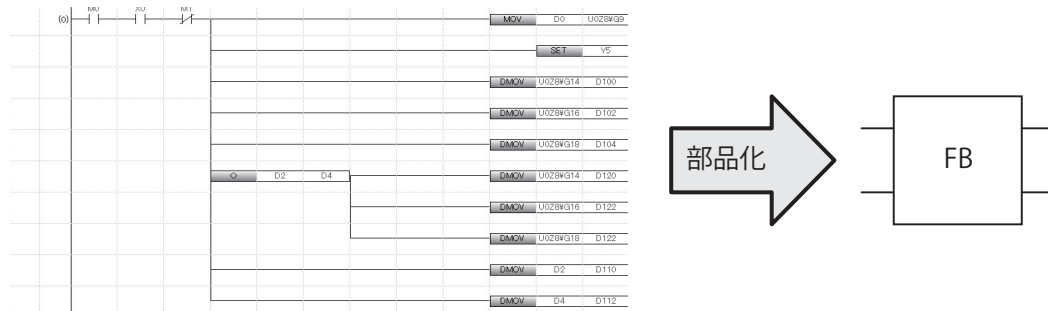 M0 X0 M1
(0) MOV D0 U0Z8¥G9
SET Y5
DMOV U0Z8¥G14 D100
DMOV U0Z8¥G16 D102
DMOV U0Z8¥G18 D104
<> D2 D4 DMOV U0Z8¥G14 D120
DMOV U0Z8¥G16 D122
DMOV U0Z8¥G18 D122
DMOV D2 D110
DMOV D4 D112
部品化
FB